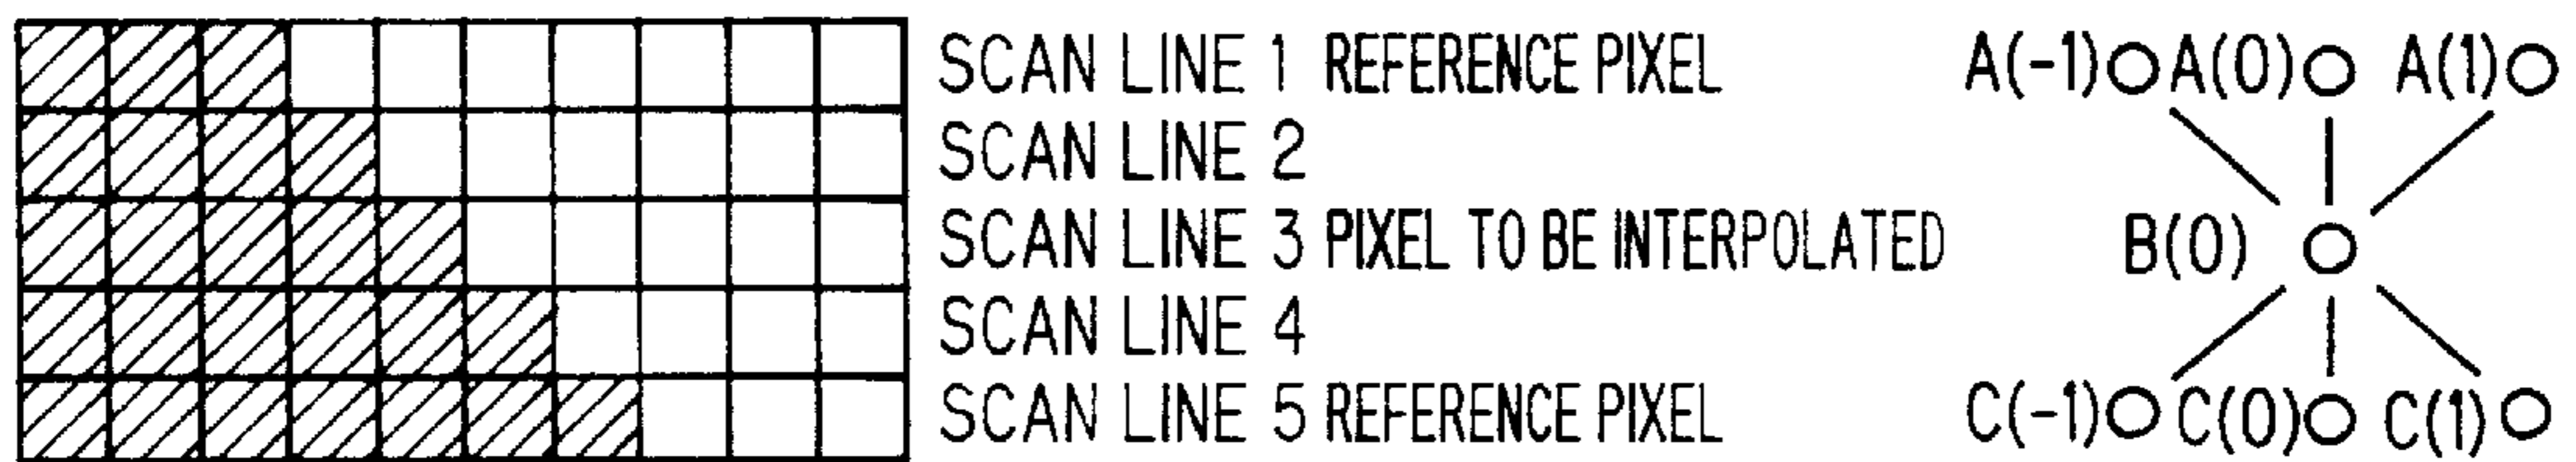 SCAN LINE 1 REFERENCE PIXEL A(-1) A(0) A(1)
SCAN LINE 2
SCAN LINE 3 PIXEL TO BE INTERPOLATED B(0)
SCAN LINE 4
SCAN LINE 5 REFERENCE PIXEL C(-1) C(0) C(1)